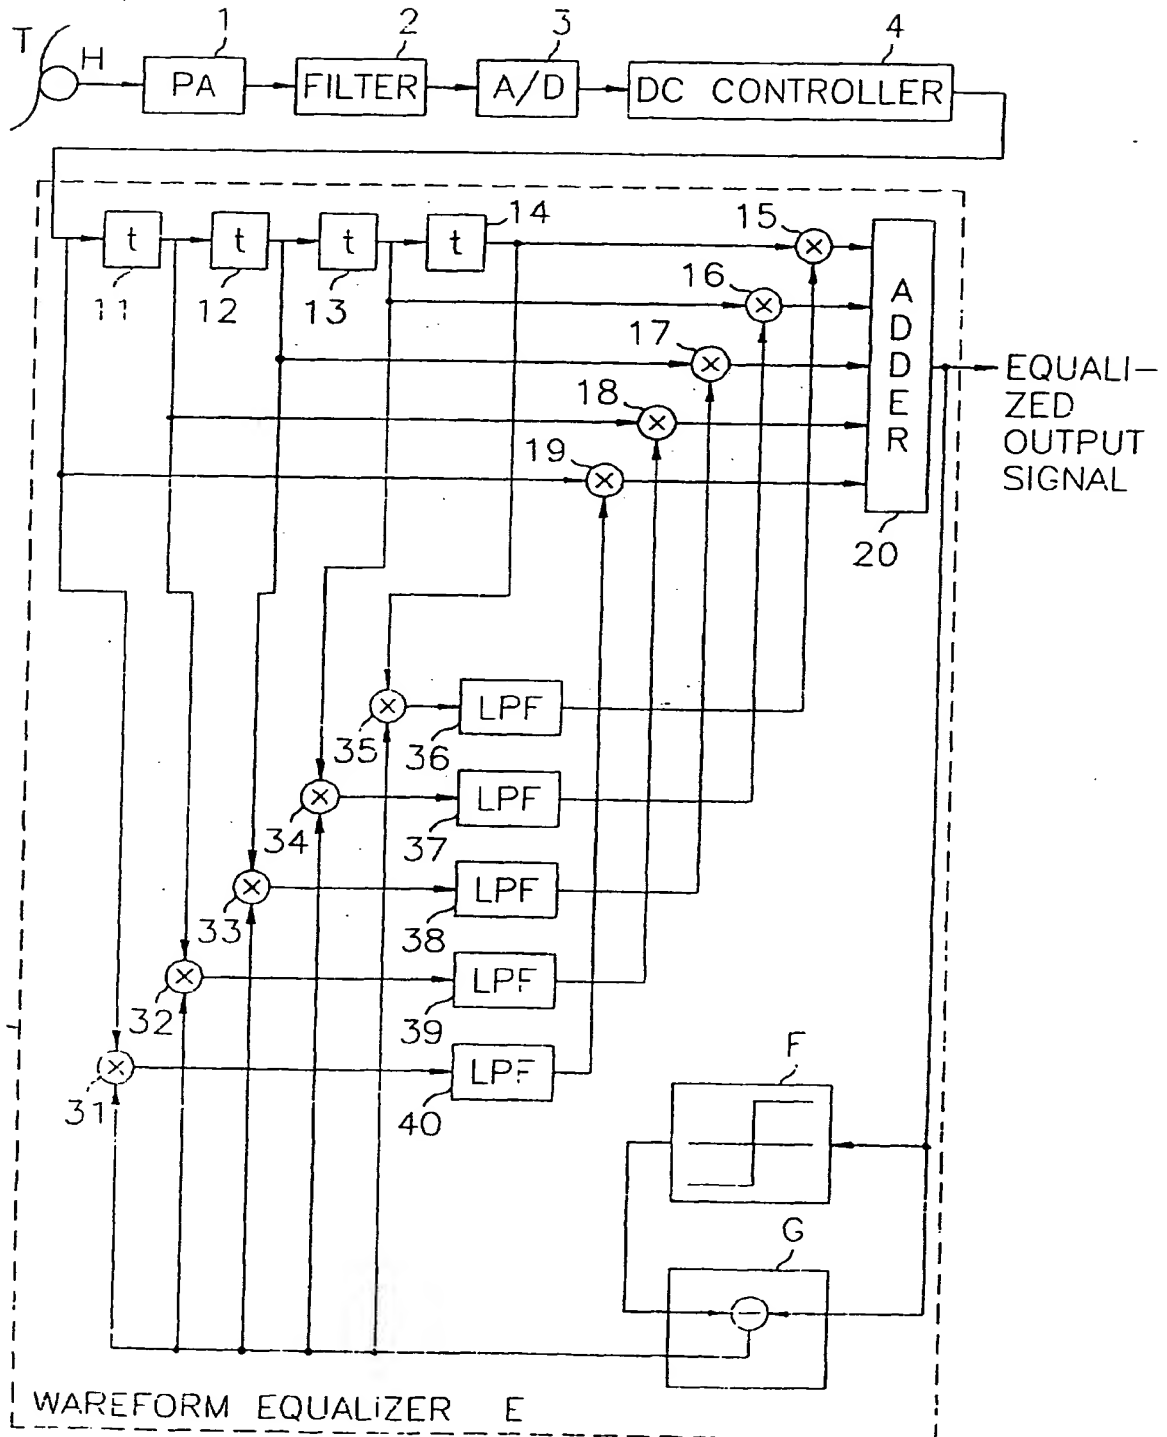 1 2 3 4
T H
PA FILTER A/D DC CONTROLLER
t t t t 14
11 12 13
15
16
17
18
19
ADDER
20
EQUALI-
ZED
OUTPUT
SIGNAL
35 LPF 36
34 LPF 37
33 LPF 38
32 LPF 39
31 LPF 40
F
G
WAREFORM EQUALiZER E